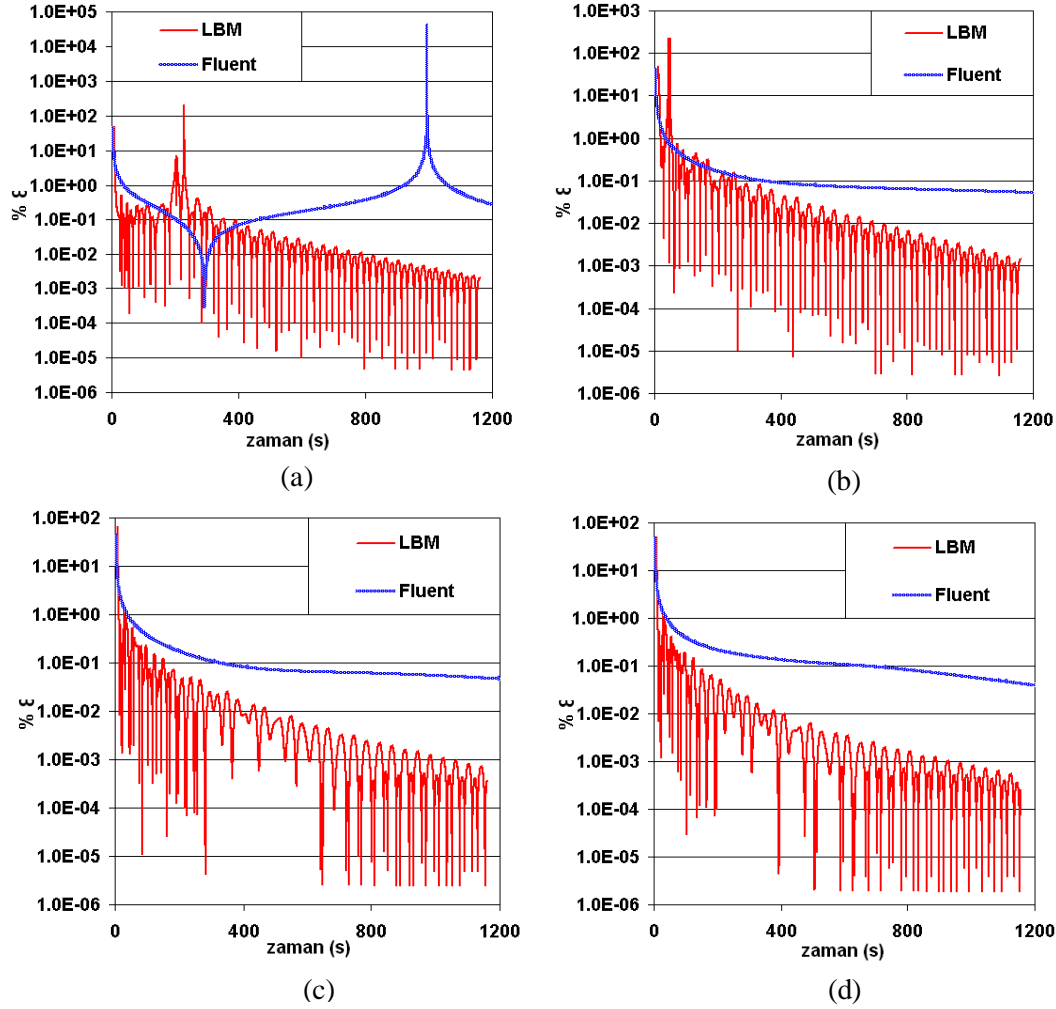 1.0E+05
1.0E+04
1.0E+03
1.0E+02
1.0E+01
1.0E+00
1.0E-01
1.0E-02
1.0E-03
1.0E-04
1.0E-05
1.0E-06
% ε
LBM
Fluent
0 400 800 1200
zaman (s)
(a)
1.0E+03
1.0E+02
1.0E+01
1.0E+00
1.0E-01
1.0E-02
1.0E-03
1.0E-04
1.0E-05
1.0E-06
% ε
LBM
Fluent
0 400 800 1200
zaman (s)
(b)
1.0E+02
1.0E+01
1.0E+00
1.0E-01
1.0E-02
1.0E-03
1.0E-04
1.0E-05
1.0E-06
% ε
LBM
Fluent
0 400 800 1200
zaman (s)
(c)
1.0E+02
1.0E+01
1.0E+00
1.0E-01
1.0E-02
1.0E-03
1.0E-04
1.0E-05
1.0E-06
% ε
LBM
Fluent
0 400 800 1200
zaman (s)
(d)